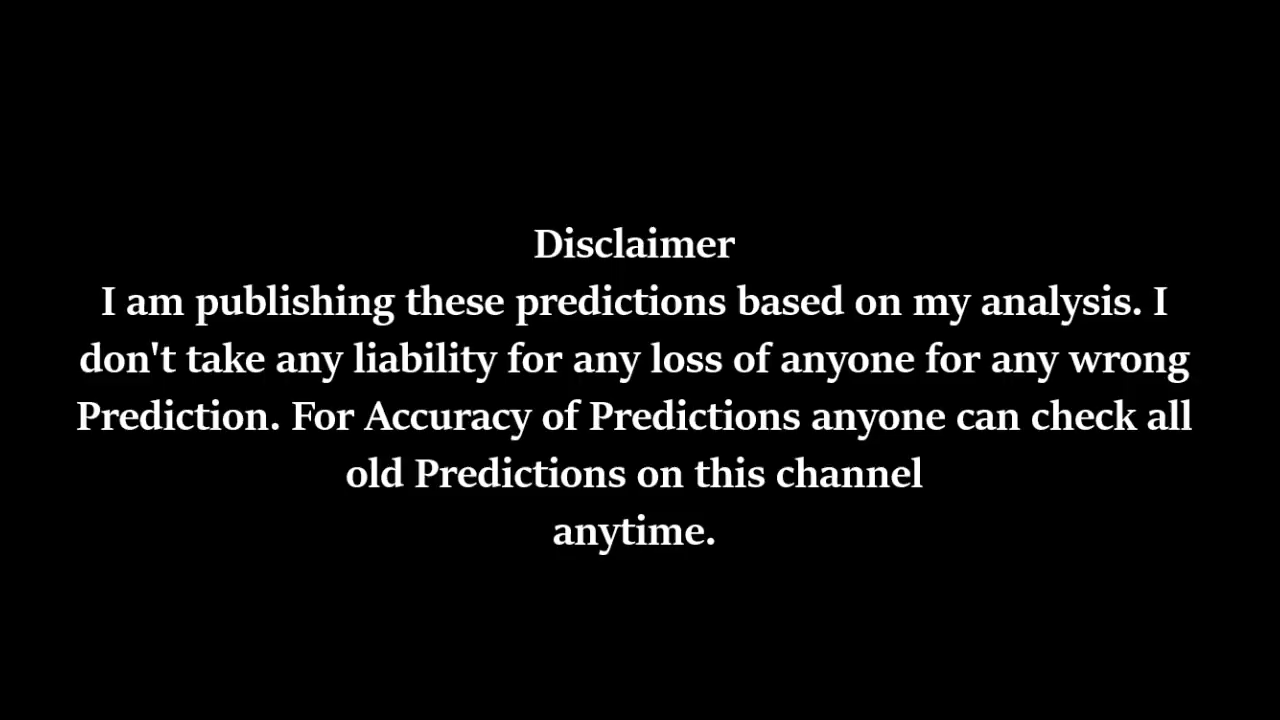 Disclaimer
I am publishing these predictions based on my analysis. I
don't take any liability for any loss of anyone for any wrong
Prediction. For Accuracy of Predictions anyone can check all
old Predictions on this channel
anytime.